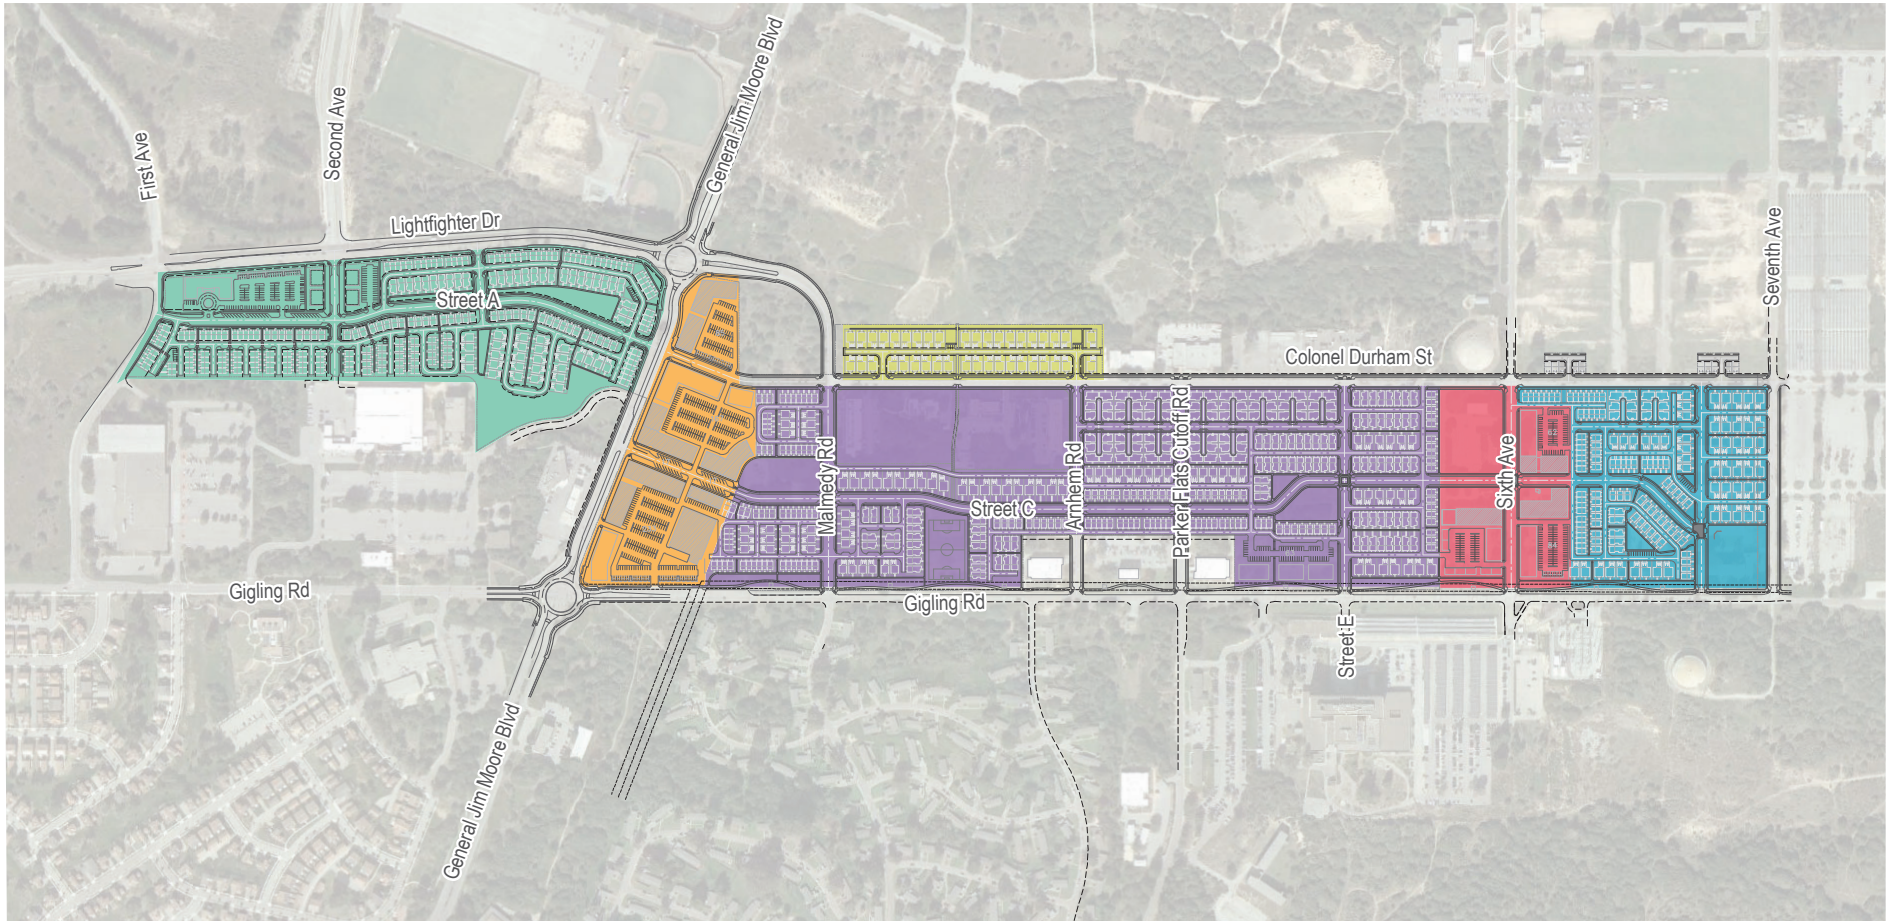 General Jim Moore Blvd
Second Ave
First Ave
Lightfighter Dr
Seventh Ave
Street A
Colonel Durham St
Malmedy Rd
Arnhem Rd
Parker Flats Cutoff Rd
Sixth Ave
Street C
Gigling Rd
Gigling Rd
Street E
General Jim Moore Blvd